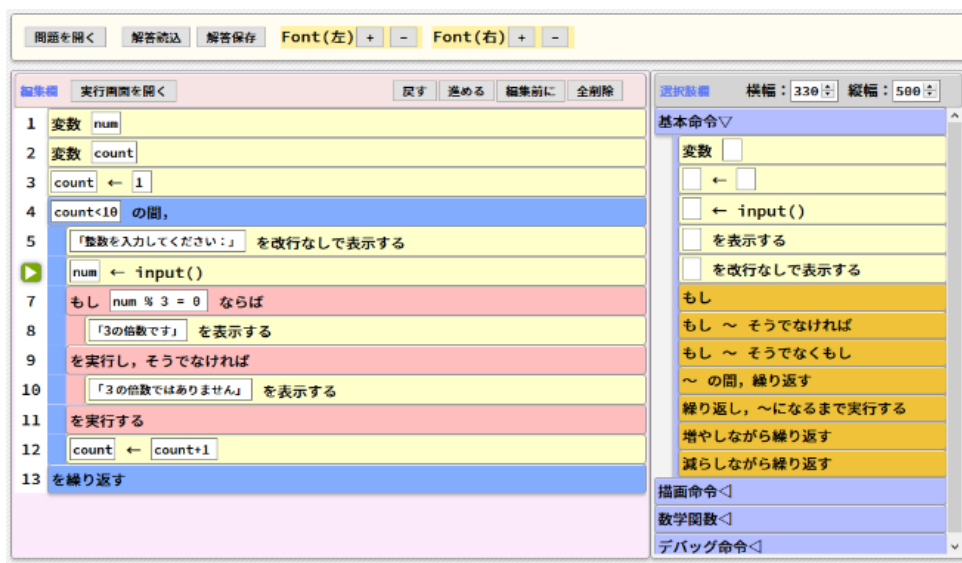 問題を開く 解答読込 解答保存 Font(左) + - Font(右) + -
編集欄 実行画面を開く 戻す 進める 編集前に 全削除
1 変数 num
2 変数 count
3 count ← 1
4 count<10 の間,
5 「整数を入力してください:」 を改行なしで表示する
num ← input()
7 もし num % 3 = 0 ならば
8 「3の倍数です」 を表示する
9 を実行し,そうでなければ
10 「3の倍数ではありません」 を表示する
11 を実行する
12 count ← count+1
13 を繰り返す
選択肢欄 横幅:330 縦幅:500
基本命令▽
変数
←
← input()
を表示する
を改行なしで表示する
もし
もし ~ そうでなければ
もし ~ そうでなくもし
~ の間,繰り返す
繰り返し,~になるまで実行する
増やしながら繰り返す
減らしながら繰り返す
描画命令◁
数学関数◁
デバッグ命令◁